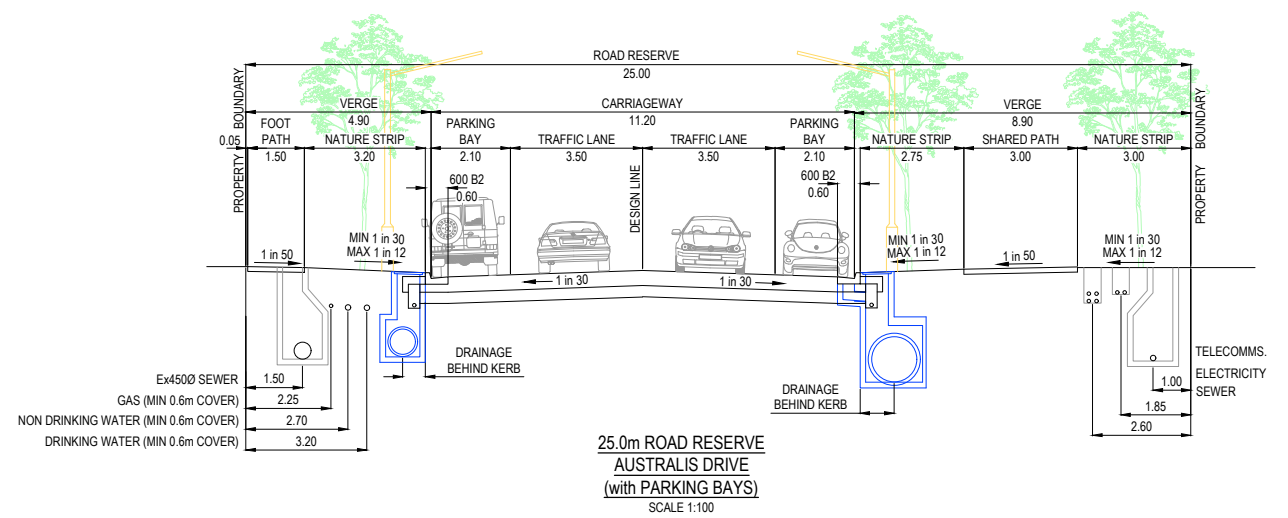 ROAD RESERVE
25.00
VERGE
4.90
CARRIAGEWAY
11.20
VERGE
8.90
PROPERTY BOUNDARY
0.05
FOOT
PATH
1.50
NATURE STRIP
3.20
PARKING
BAY
2.10
TRAFFIC LANE
3.50
TRAFFIC LANE
3.50
PARKING
BAY
2.10
NATURE STRIP
2.75
SHARED PATH
3.00
NATURE STRIP
3.00
PROPERTY BOUNDARY
600 B2
0.60
DESIGN LINE
600 B2
0.60
1 in 50
MIN 1 in 30
MAX 1 in 12
1 in 30
1 in 30
MIN 1 in 30
MAX 1 in 12
1 in 50
MIN 1 in 30
MAX 1 in 12
DRAINAGE
BEHIND KERB
DRAINAGE
BEHIND KERB
Ex450Ø SEWER
1.50
GAS (MIN 0.6m COVER)
2.25
NON DRINKING WATER (MIN 0.6m COVER)
2.70
DRINKING WATER (MIN 0.6m COVER)
3.20
TELECOMMS.
ELECTRICITY
SEWER
1.00
1.85
2.60
25.0m ROAD RESERVE
AUSTRALIS DRIVE
(with PARKING BAYS)
SCALE 1:100